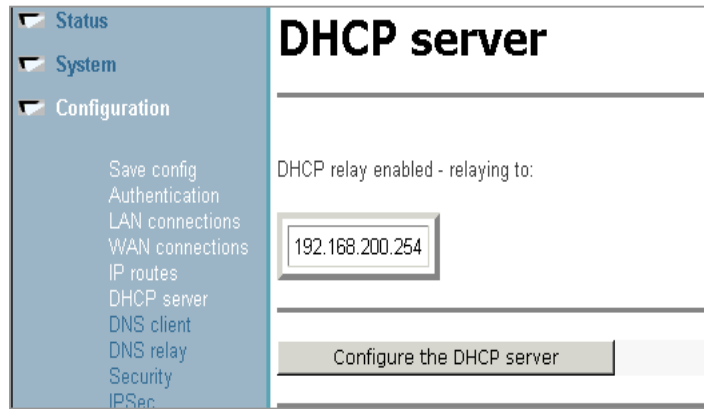 Status
System
Configuration
Save config
Authentication
LAN connections
WAN connections
IP routes
DHCP server
DNS client
DNS relay
Security
IPSec
DHCP server
DHCP relay enabled - relaying to:
192.168.200.254
Configure the DHCP server